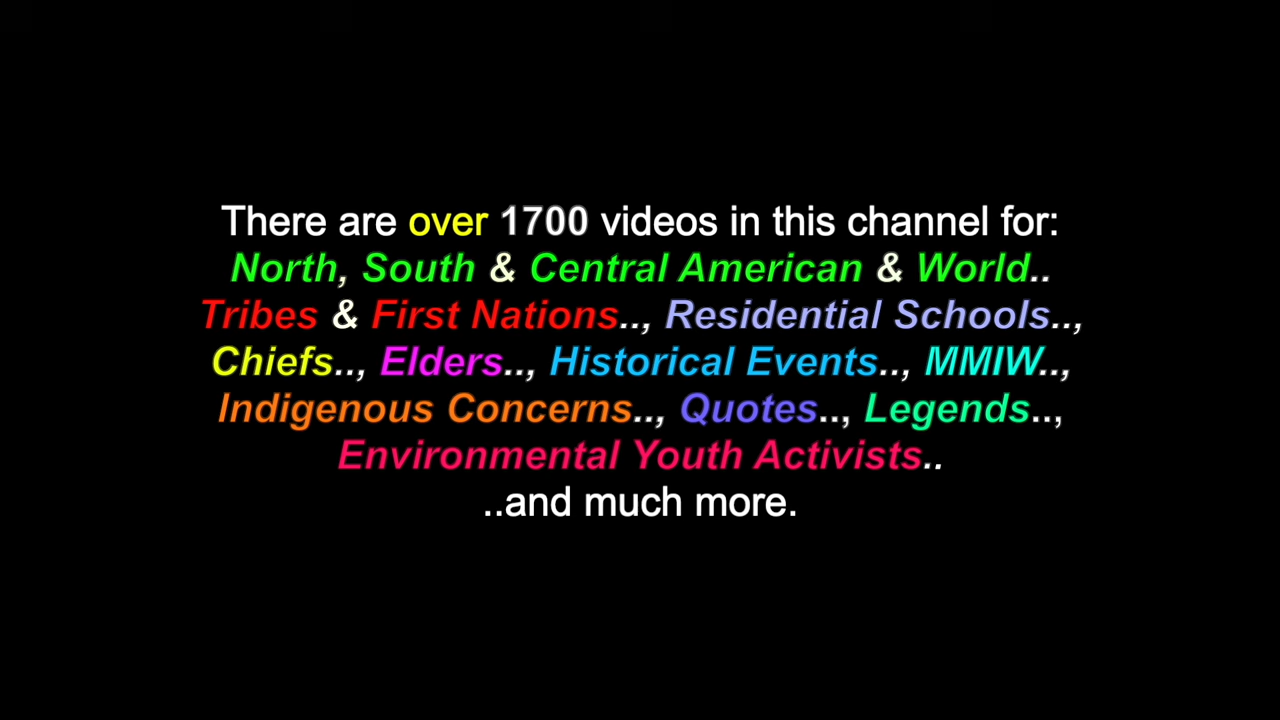 There are over 1700 videos in this channel for:
North, South & Central American & World..
Tribes & First Nations.., Residential Schools..,
Chiefs.., Elders.., Historical Events.., MMIW..,
Indigenous Concerns.., Quotes.., Legends..,
Environmental Youth Activists..
..and much more.